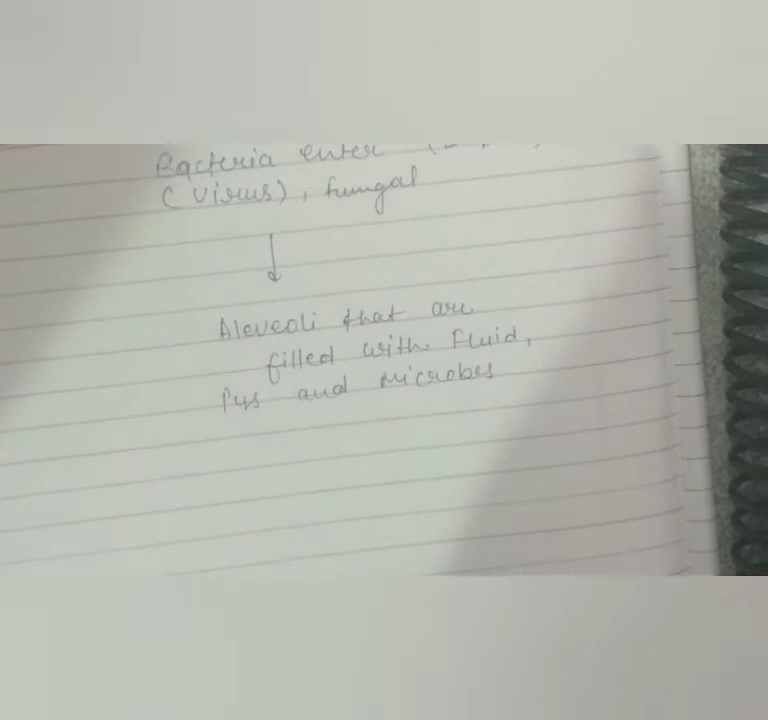 Bacteria enter
(Virus), fungal
Aleveoli that are
filled with fluid,
Pus and Microbes